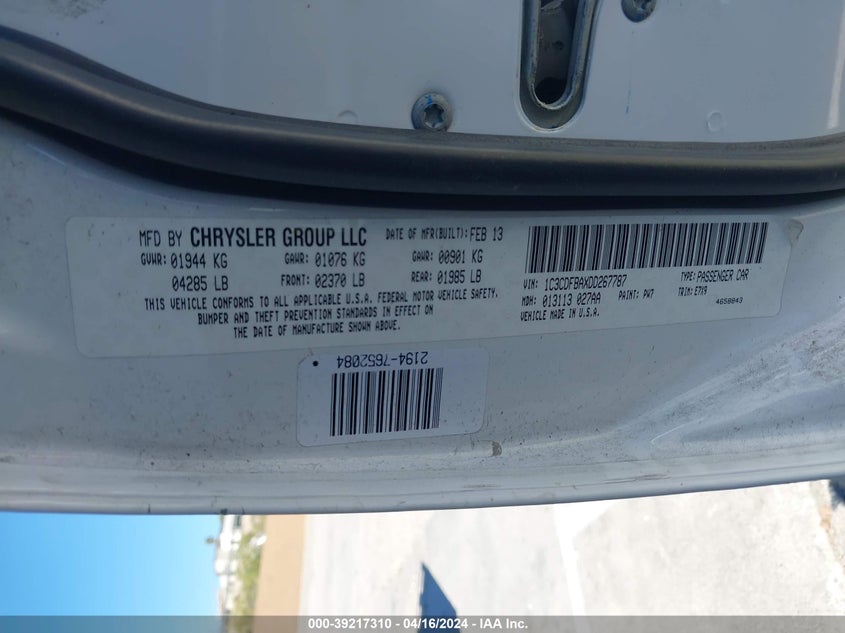 MFD BY CHRYSLER GROUP LLC DATE OF MFR(BUILT): FEB 13
GVWR: 01944 KG GAWR: 01076 KG GAWR: 00901 KG
04285 LB FRONT: 02370 LB REAR: 01985 LB
THIS VEHICLE CONFORMS TO ALL APPLICABLE U.S.A. FEDERAL MOTOR VEHICLE SAFETY,
BUMPER AND THEFT PREVENTION STANDARDS IN EFFECT ON
THE DATE OF MANUFACTURE SHOWN ABOVE.
VIN: 1C3CDFBAXDD267787 TYPE: PASSENGER CAR
MDH: 013113 027AA PAINT: PW7 TRIM: E7X9
VEHICLE MADE IN U.S.A. 4658843
2194-7652084
000-39217310 - 04/16/2024 - IAA Inc.